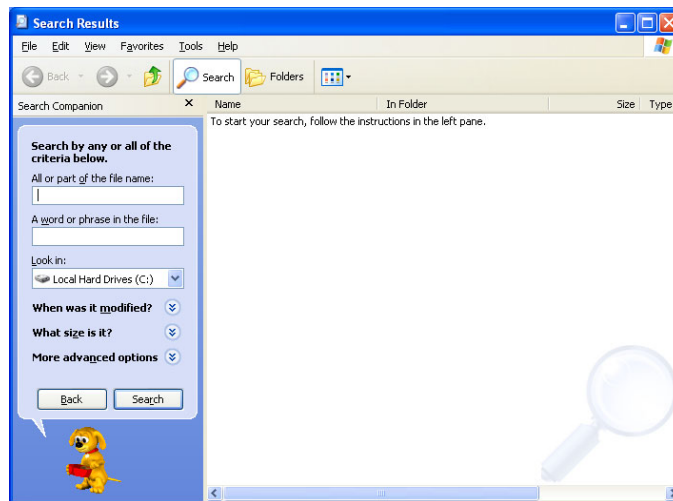 Search Results
File Edit View Favorites Tools Help
Back Search Folders
Search Companion
Name In Folder Size Type
To start your search, follow the instructions in the left pane.
Search by any or all of the
criteria below.
All or part of the file name:
A word or phrase in the file:
Look in:
Local Hard Drives (C:)
When was it modified?
What size is it?
More advanced options
Back Search